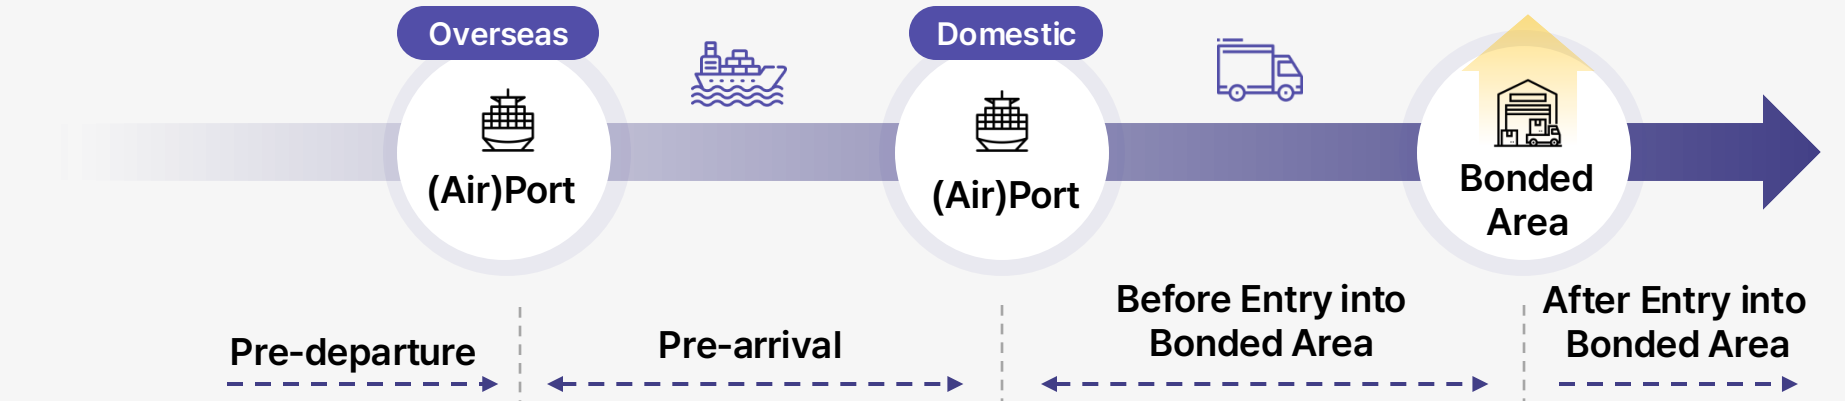 Overseas
Domestic
(Air)Port
(Air)Port
Bonded
Area
Pre-departure
Pre-arrival
Before Entry into
Bonded Area
After Entry into
Bonded Area